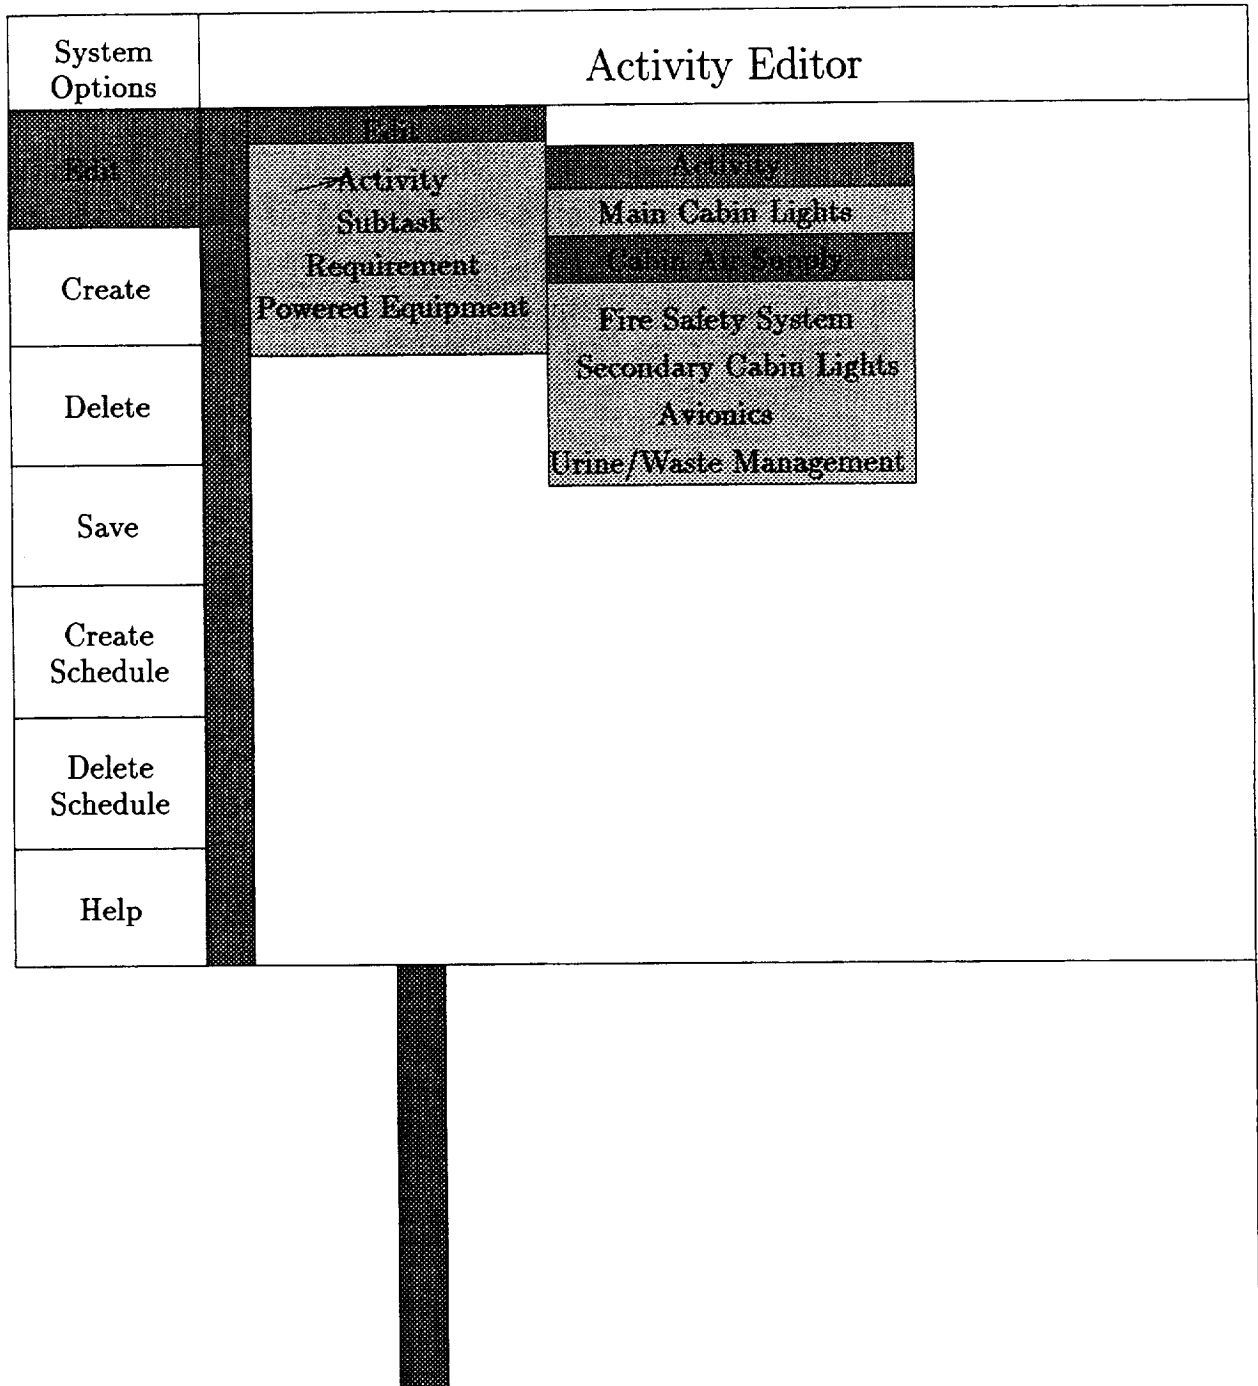 System
Options
Activity Editor
Edit
Create
Delete
Save
Create
Schedule
Delete
Schedule
Help
Edit
Activity
Subtask
Requirement
Powered Equipment
Activity
Main Cabin Lights
Cabin Air Supply
Fire Safety System
Secondary Cabin Lights
Avionics
Urine/Waste Management